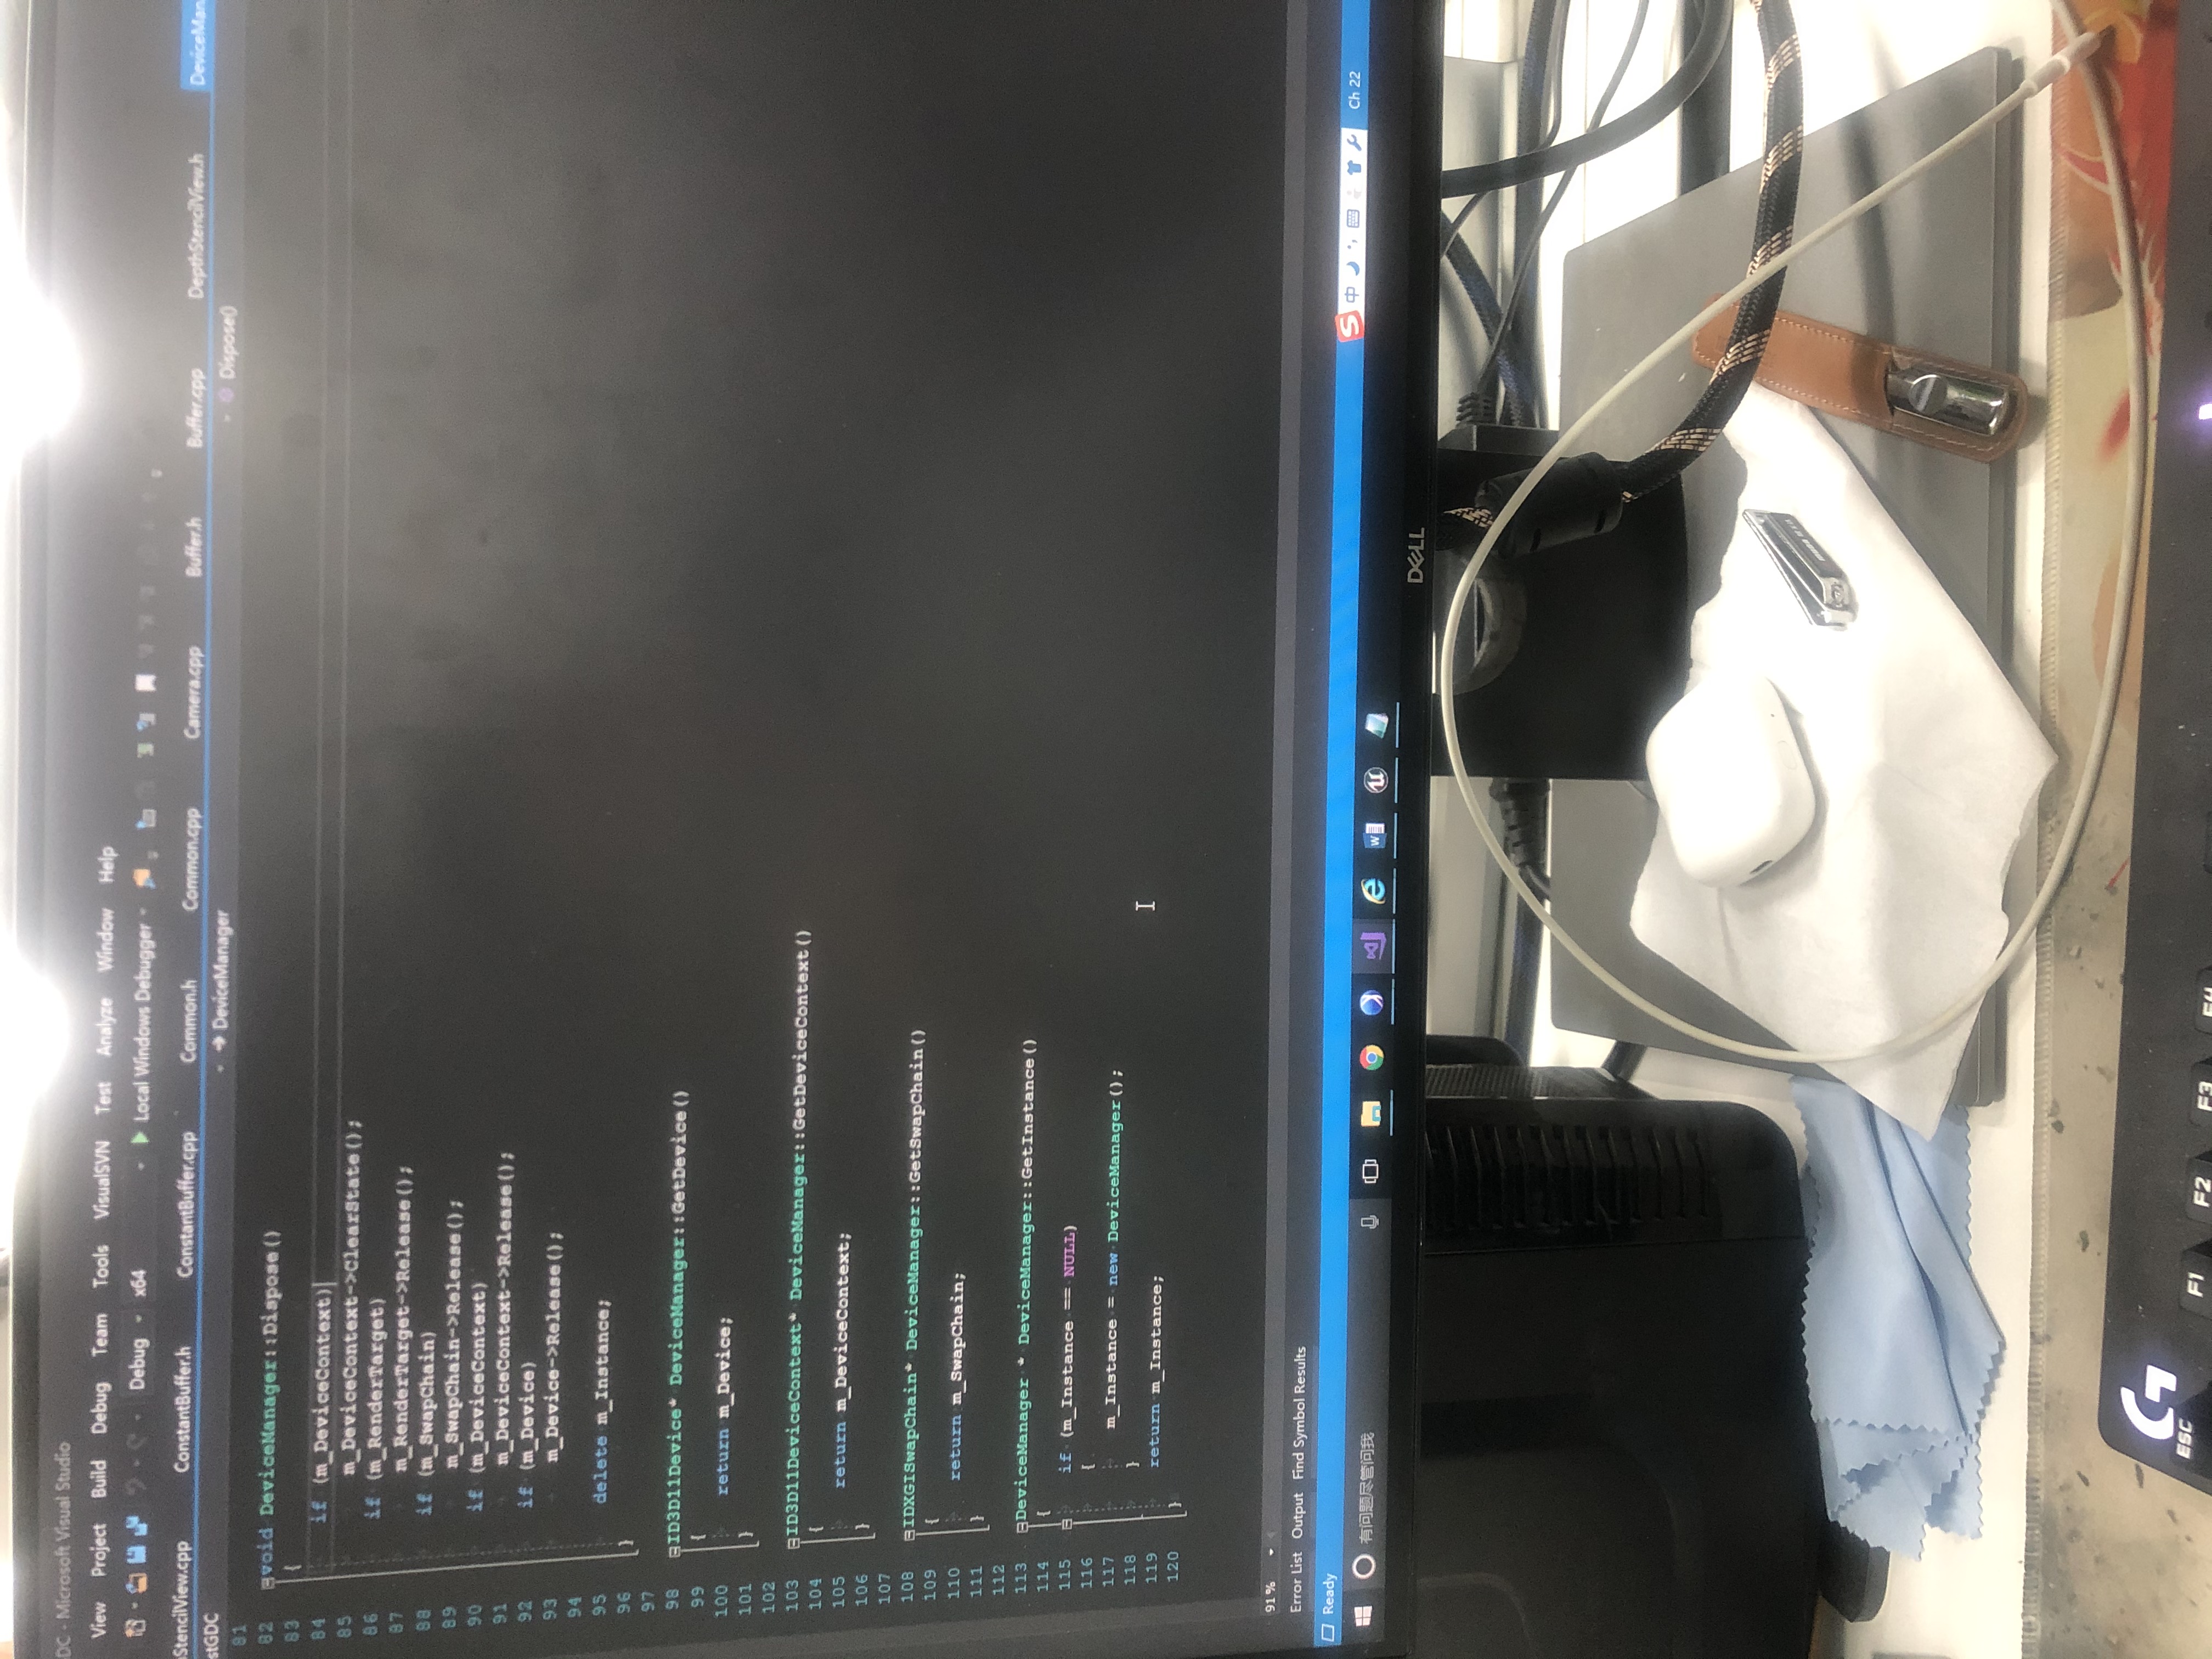 DC - Microsoft Visual Studio
View Project Build Debug Team Tools VisualSVN Test Analyze Window Help
Debug x64 Local Windows Debugger
StencilView.cpp ConstantBuffer.h ConstantBuffer.cpp Common.h Common.cpp Camera.cpp Buffer.h Buffer.cpp DepthStencilView.h DeviceMan
stGDC DeviceManager Dispose()
81
82 void DeviceManager::Dispose()
83 {
84 if (m_DeviceContext)
85 m_DeviceContext->ClearState();
86 if (m_RenderTarget)
87 m_RenderTarget->Release();
88 if (m_SwapChain)
89 m_SwapChain->Release();
90 if (m_DeviceContext)
91 m_DeviceContext->Release();
92 if (m_Device)
93 m_Device->Release();
94
95 delete m_Instance;
96 }
97
98 ID3D11Device* DeviceManager::GetDevice()
99 {
100 return m_Device;
101 }
102
103 ID3D11DeviceContext* DeviceManager::GetDeviceContext()
104 {
105 return m_DeviceContext;
106 }
107
108 IDXGISwapChain* DeviceManager::GetSwapChain()
109 {
110 return m_SwapChain;
111 }
112
113 DeviceManager * DeviceManager::GetInstance()
114 {
115 if (m_Instance == NULL)
116 {
117 m_Instance = new DeviceManager();
118 }
119 return m_Instance;
120 }
91 %
Error List Output Find Symbol Results
Ready
有问题尽管问我
中
Ch 22
DELL
G
ESC F1 F2 F3 F4